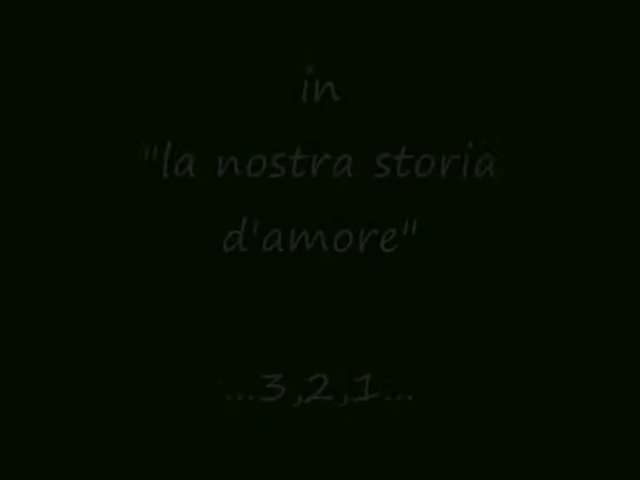 in
"la nostra storia
d'amore"
...3,2,1...